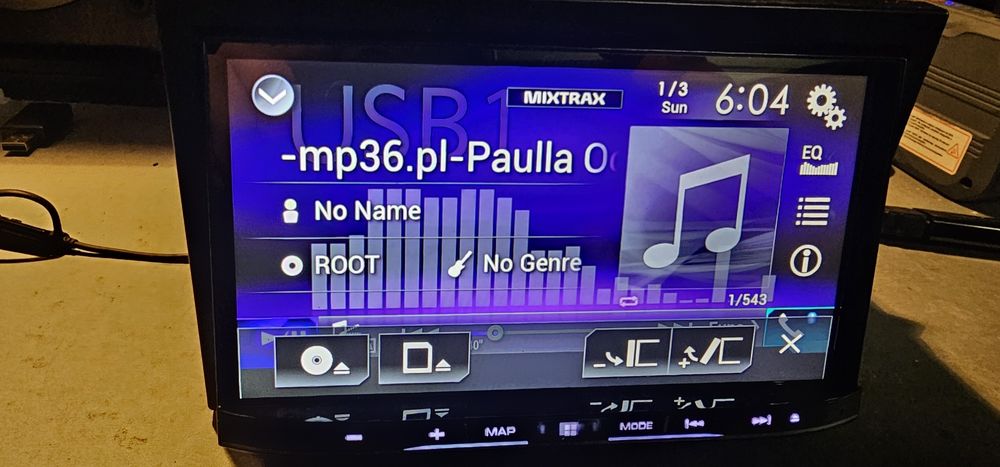 USB1
MIXTRAX
1/3
Sun
6:04
-mp36.pl-Paulla O
EQ
No Name
ROOT
No Genre
1/543
MAP
MODE